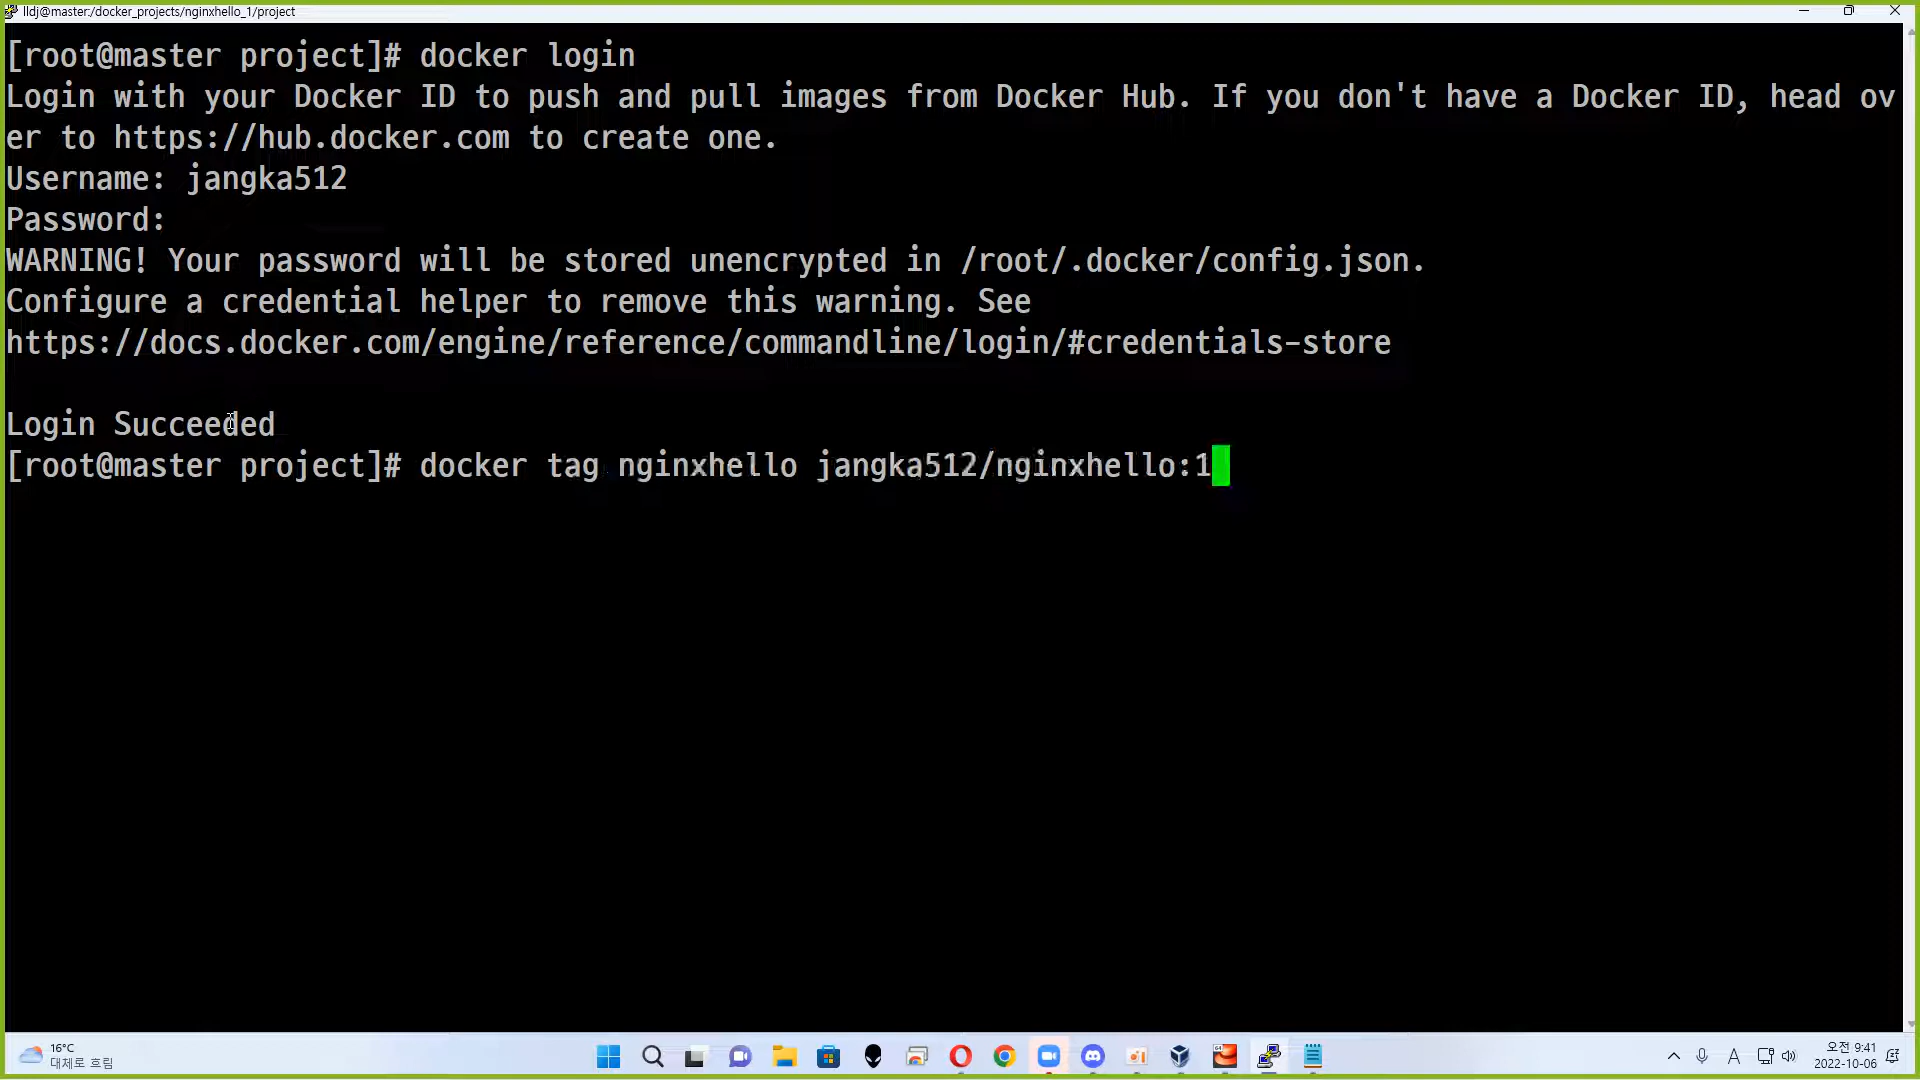 lldj@master:/docker_projects/nginxhello_1/project
[root@master project]# docker login
Login with your Docker ID to push and pull images from Docker Hub. If you don't have a Docker ID, head ov
er to https://hub.docker.com to create one.
Username: jangka512
Password:
WARNING! Your password will be stored unencrypted in /root/.docker/config.json.
Configure a credential helper to remove this warning. See
https://docs.docker.com/engine/reference/commandline/login/#credentials-store
Login Succeeded
[root@master project]# docker tag nginxhello jangka512/nginxhello:1
16°C
대체로 흐림
A
오전 9:41
2022-10-06